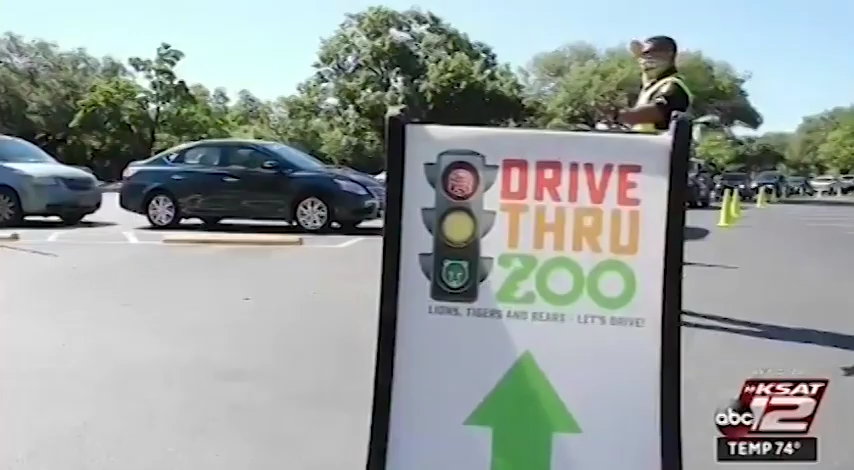 DRIVE
THRU
ZOO
LIONS, TIGERS AND BEARS - LET'S DRIVE!
KSAT
abc 12
TEMP 74°